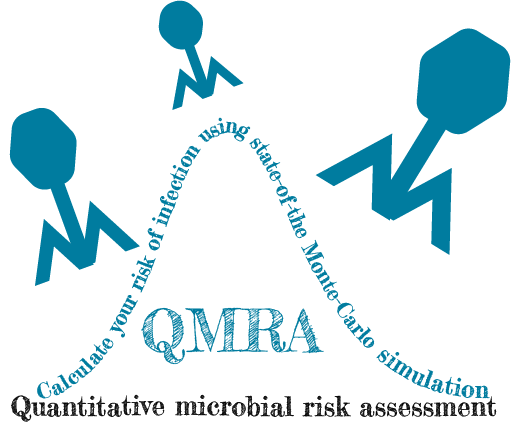 Calculate your risk of infection using state-of-the Monte-Carlo simulation
QMRA
Quantitative microbial risk assessment